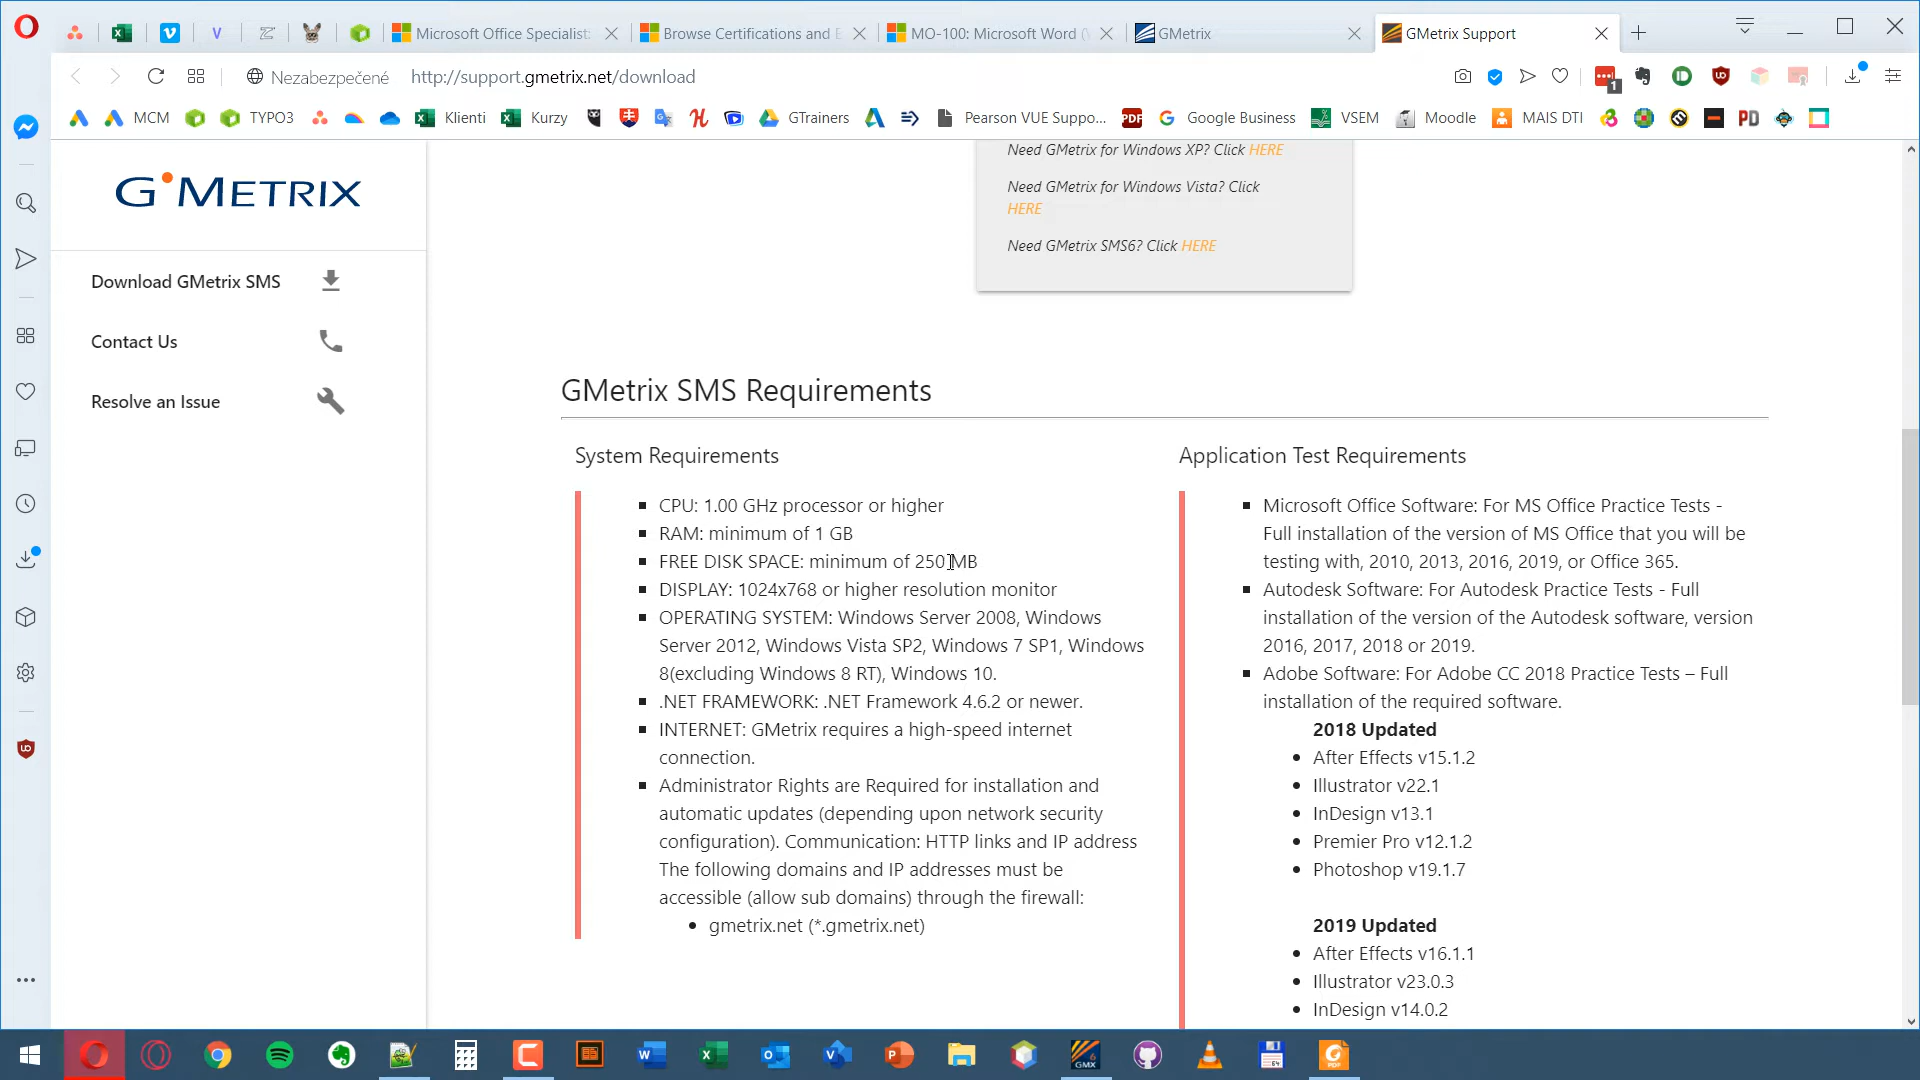 Microsoft Office Specialist:
Browse Certifications and E
MO-100: Microsoft Word (
GMetrix
GMetrix Support
Nezabezpečené
http://support.gmetrix.net/download
1
MCM
TYPO3
Klienti
Kurzy
GTrainers
Pearson VUE Suppo...
PDF
Google Business
VSEM
Moodle
MAIS DTI
PD
G METRIX
Download GMetrix SMS
Contact Us
Resolve an Issue
Need GMetrix for Windows XP? Click HERE
Need GMetrix for Windows Vista? Click
HERE
Need GMetrix SMS6? Click HERE
GMetrix SMS Requirements
System Requirements
CPU: 1.00 GHz processor or higher
RAM: minimum of 1 GB
FREE DISK SPACE: minimum of 250 MB
DISPLAY: 1024x768 or higher resolution monitor
OPERATING SYSTEM: Windows Server 2008, Windows
Server 2012, Windows Vista SP2, Windows 7 SP1, Windows
8(excluding Windows 8 RT), Windows 10.
.NET FRAMEWORK: .NET Framework 4.6.2 or newer.
INTERNET: GMetrix requires a high-speed internet
connection.
Administrator Rights are Required for installation and
automatic updates (depending upon network security
configuration). Communication: HTTP links and IP address
The following domains and IP addresses must be
accessible (allow sub domains) through the firewall:
gmetrix.net (*.gmetrix.net)
Application Test Requirements
Microsoft Office Software: For MS Office Practice Tests -
Full installation of the version of MS Office that you will be
testing with, 2010, 2013, 2016, 2019, or Office 365.
Autodesk Software: For Autodesk Practice Tests - Full
installation of the version of the Autodesk software, version
2016, 2017, 2018 or 2019.
Adobe Software: For Adobe CC 2018 Practice Tests – Full
installation of the required software.
2018 Updated
After Effects v15.1.2
Illustrator v22.1
InDesign v13.1
Premier Pro v12.1.2
Photoshop v19.1.7
2019 Updated
After Effects v16.1.1
Illustrator v23.0.3
InDesign v14.0.2